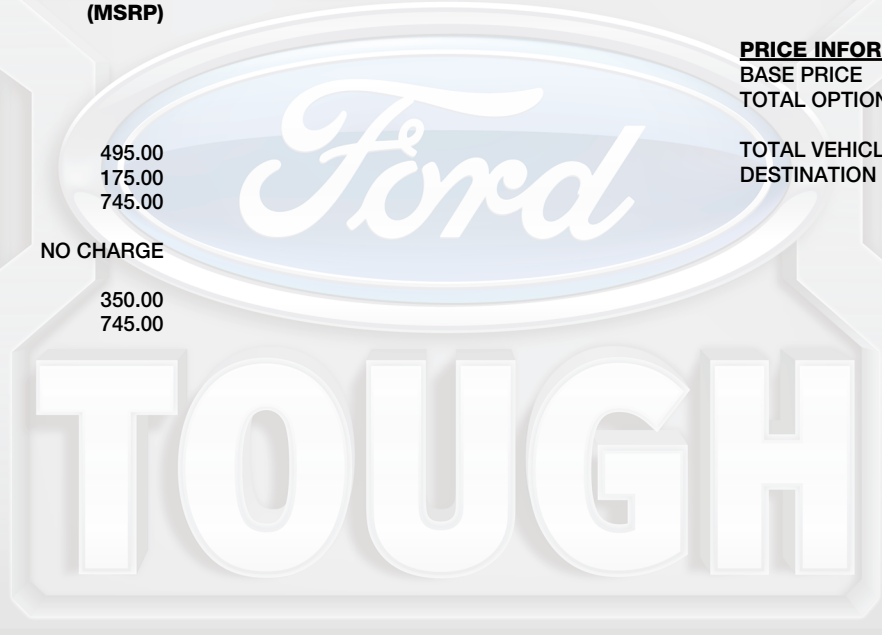 (MSRP)
495.00
175.00
745.00
NO CHARGE
350.00
745.00
PRICE INFOR
BASE PRICE
TOTAL OPTION
TOTAL VEHICL
DESTINATION
Ford
TOUGH